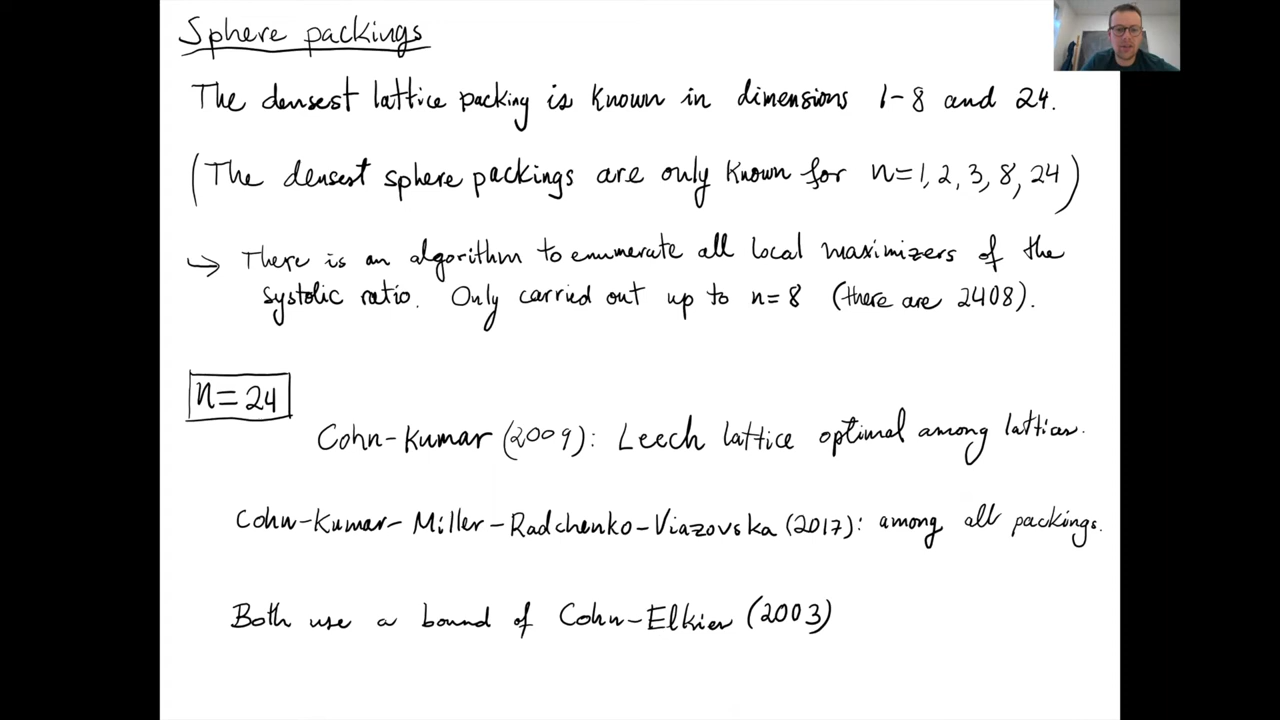 Sphere packings
The densest lattice packing is known in dimensions 1-8 and 24.
(The densest sphere packings are only known for n=1, 2, 3, 8, 24)
↪ There is an algorithm to enumerate all local maximizers of the
systolic ratio. Only carried out up to n=8 (there are 2408).
n=24
Cohn-Kumar (2009): Leech lattice optimal among lattices.
Cohn-Kumar-Miller-Radchenko-Viazovska (2017): among all packings.
Both use a bound of Cohn-Elkies (2003)